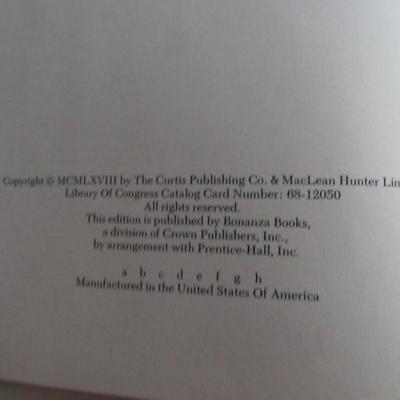 Copyright © MCMLXVIII by The Curtis Publishing Co. & MacLean Hunter Lim
Library Of Congress Catalog Card Number: 68-12050
All rights reserved.
This edition is published by Bonanza Books,
a division of Crown Publishers, Inc.,
by arrangement with Prentice-Hall, Inc.
a b c d e f g h
Manufactured in the United States Of America